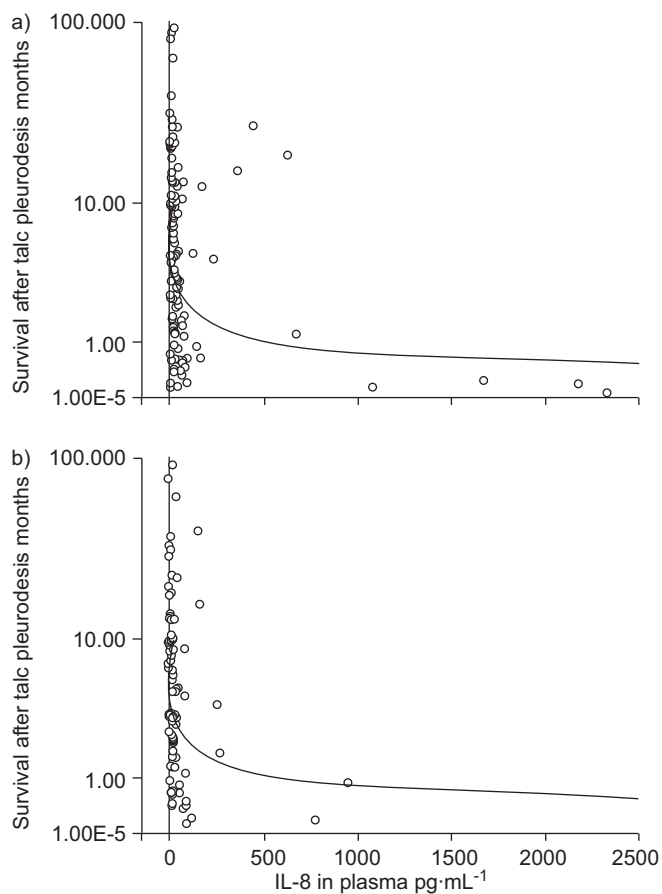 a)
100.000
10.00
1.00
1.00E-5
Survival after talc pleurodesis months
b)
100.000
10.00
1.00
1.00E-5
Survival after talc pleurodesis months
0 500 1000 1500 2000 2500
IL-8 in plasma pg·mL⁻¹